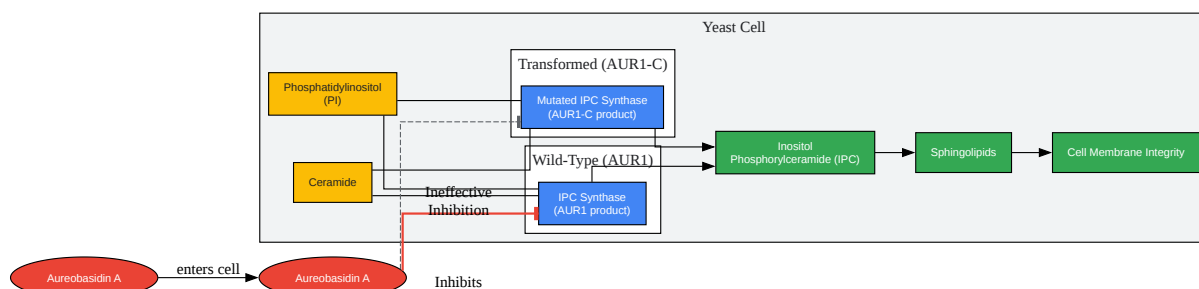 Yeast Cell
Transformed (AUR1-C)
Phosphatidylinositol
(PI)
Mutated IPC Synthase
(AUR1-C product)
Inositol
Phosphorylceramide (IPC)
Sphingolipids
Cell Membrane Integrity
Wild-Type (AUR1)
Ceramide
Ineffective
Inhibition
IPC Synthase
(AUR1 product)
Aureobasidin A
enters cell
Aureobasidin A
Inhibits